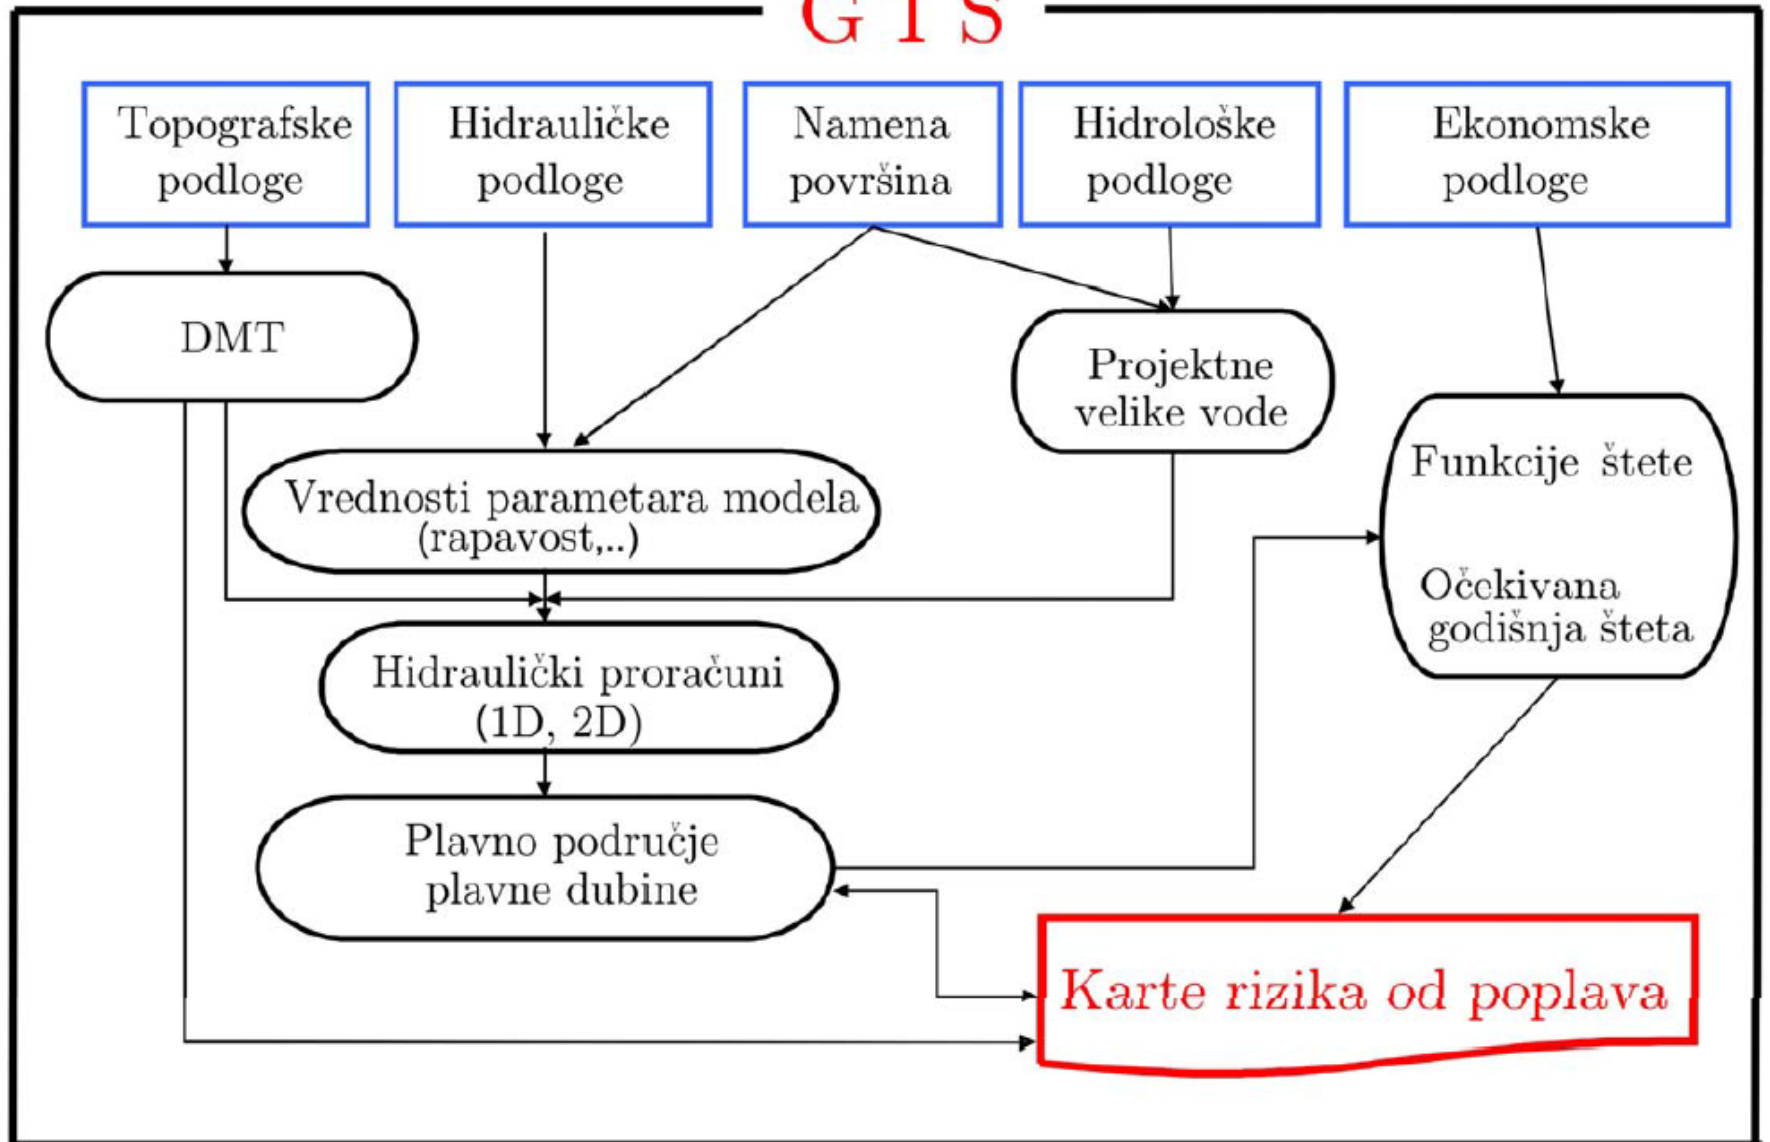 G I S
Topografske
podloge
Hidrauličke
podloge
Namena
površina
Hidrološke
podloge
Ekonomske
podloge
DMT
Projektne
velike vode
Funkcije štete
Očekivana
godišnja šteta
Vrednosti parametara modela
(rapavost,..)
Hidraulički proračuni
(1D, 2D)
Plavno područje
plavne dubine
Karte rizika od poplava